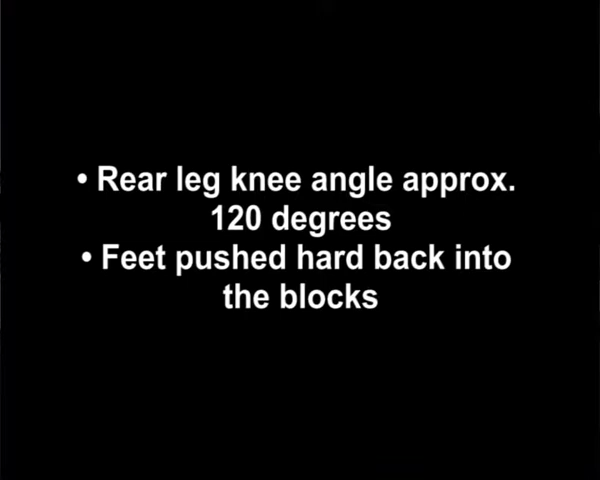 • Rear leg knee angle approx.
120 degrees
• Feet pushed hard back into
the blocks